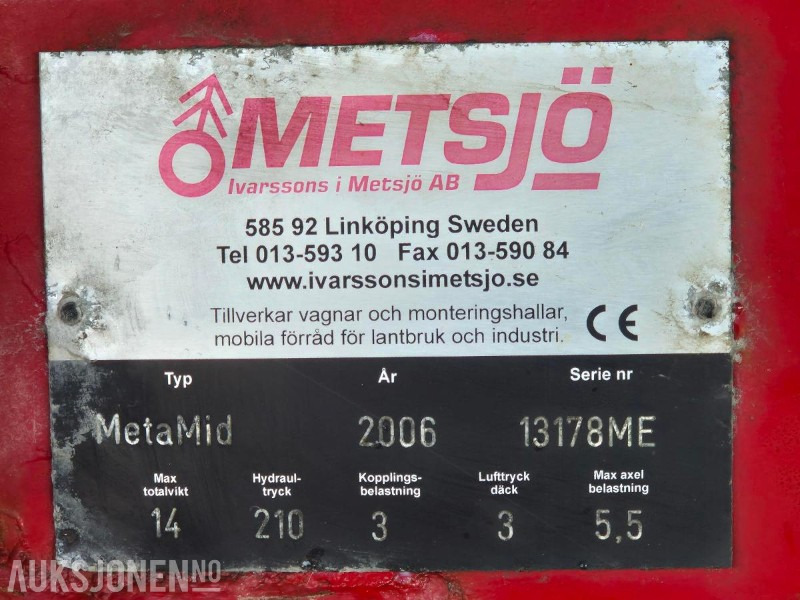 METSJÖ
Ivarssons i Metsjö AB
585 92 Linköping Sweden
Tel 013-593 10 Fax 013-590 84
www.ivarssonsimetsjo.se
Tillverkar vagnar och monteringshallar,
mobila förråd för lantbruk och industri.
CE
Typ År Serie nr
MetaMid 2006 13178ME
Max totalvikt Hydraul-tryck Kopplings-belastning Lufttryck däck Max axel belastning
14 210 3 3 5,5
AUKSJONEN.NO